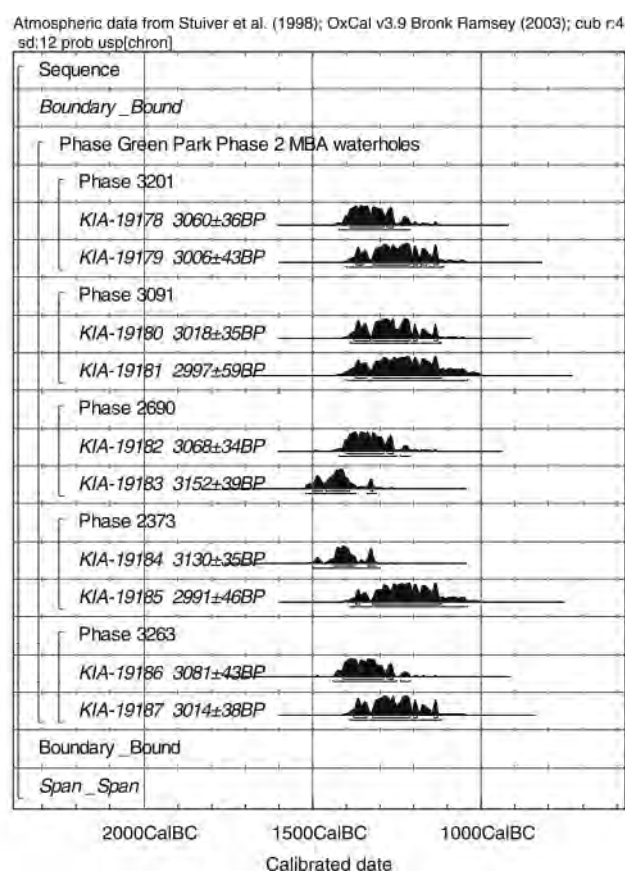 Atmospheric data from Stuiver et al. (1998); OxCal v3.9 Bronk Ramsey (2003); cub r:4
sd:12 prob usp[chron]
Sequence
Boundary _Bound
Phase Green Park Phase 2 MBA waterholes
Phase 3201
KIA-19178 3060±36BP
KIA-19179 3006±43BP
Phase 3091
KIA-19180 3018±35BP
KIA-19181 2997±59BP
Phase 2690
KIA-19182 3068±34BP
KIA-19183 3152±39BP
Phase 2373
KIA-19184 3130±35BP
KIA-19185 2991±46BP
Phase 3263
KIA-19186 3081±43BP
KIA-19187 3014±38BP
Boundary _Bound
Span _Span
2000CalBC 1500CalBC 1000CalBC
Calibrated date